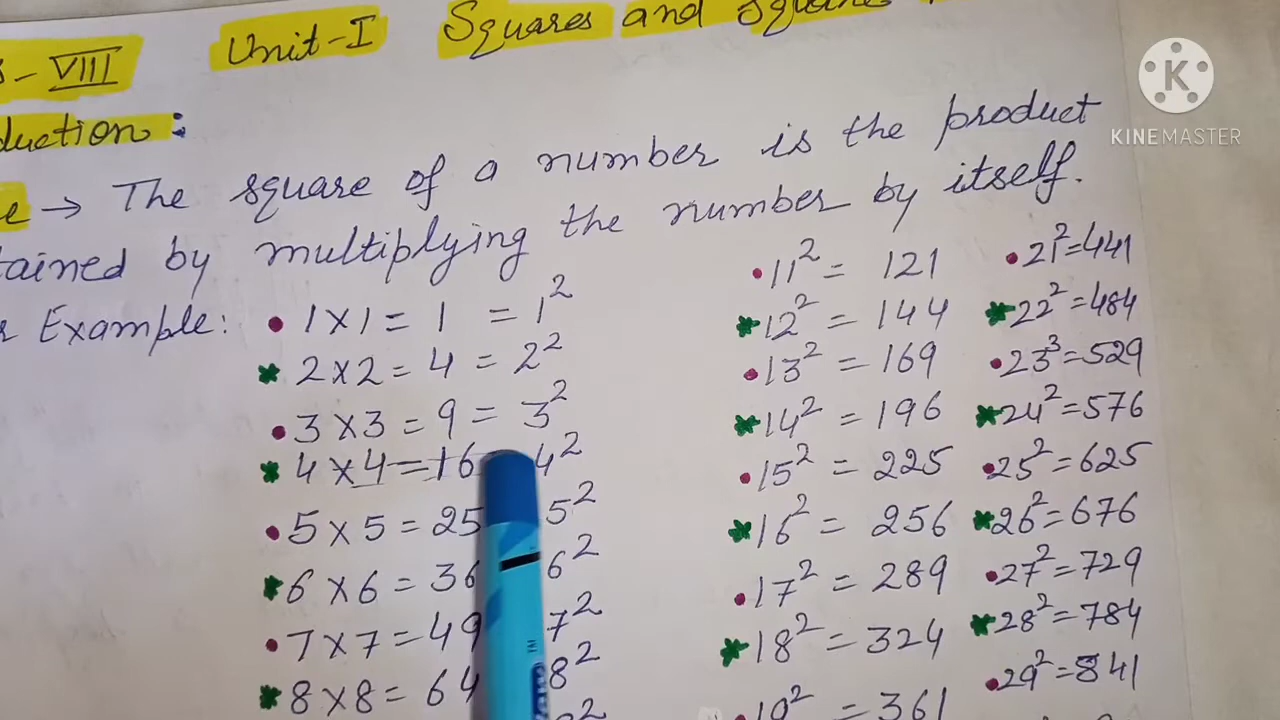 VIII Unit-I Squares and Square
duction:
→ The square of a number is the product
tained by multiplying the number by itself.
Example:
1 x 1 = 1 = 1²
2 x 2 = 4 = 2²
3 x 3 = 9 = 3²
4 x 4 = 16 4²
5 x 5 = 25 5²
6 x 6 = 36 6²
7 x 7 = 49 7²
8 x 8 = 64 8²
11² = 121
12² = 144
13² = 169
14² = 196
15² = 225
16² = 256
17² = 289
18² = 324
19² = 361
21² = 441
22² = 484
23³ = 529
24² = 576
25² = 625
26² = 676
27² = 729
28² = 784
29² = 841
K
KINEMASTER